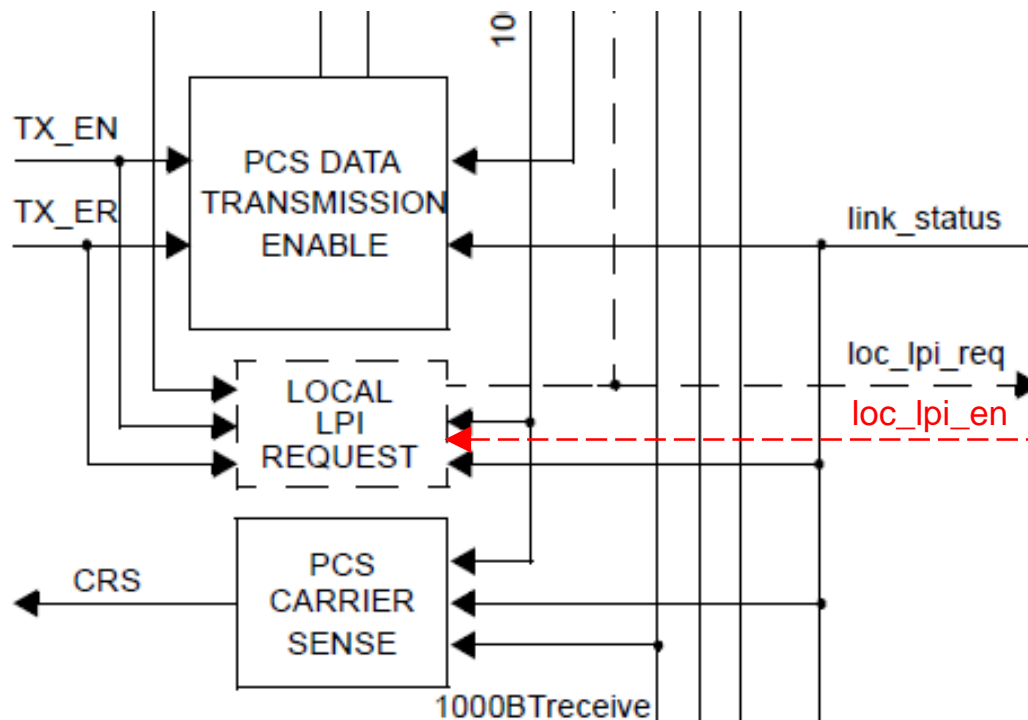 10
TX_EN
PCS DATA
TRANSMISSION
ENABLE
TX_ER
link_status
loc_lpi_req
loc_lpi_en
LOCAL
LPI
REQUEST
PCS
CARRIER
SENSE
CRS
1000BTreceive